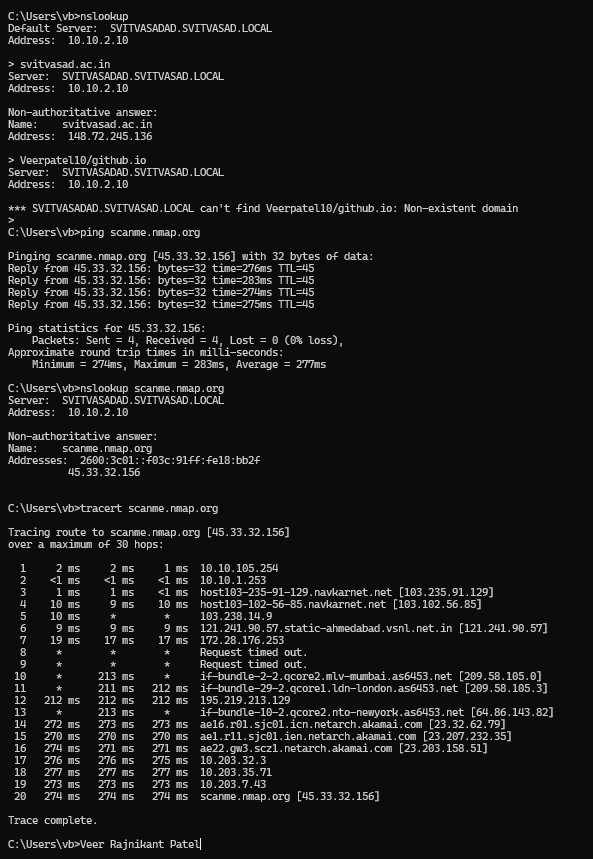 C:\Users\vb>nslookup
Default Server:  SVITVASADAD.SVITVASAD.LOCAL
Address:  10.10.2.10

> svitvasad.ac.in
Server:  SVITVASADAD.SVITVASAD.LOCAL
Address:  10.10.2.10

Non-authoritative answer:
Name:    svitvasad.ac.in
Address:  148.72.245.136

> Veerpatel10/github.io
Server:  SVITVASADAD.SVITVASAD.LOCAL
Address:  10.10.2.10

*** SVITVASADAD.SVITVASAD.LOCAL can't find Veerpatel10/github.io: Non-existent domain
>
C:\Users\vb>ping scanme.nmap.org

Pinging scanme.nmap.org [45.33.32.156] with 32 bytes of data:
Reply from 45.33.32.156: bytes=32 time=276ms TTL=45
Reply from 45.33.32.156: bytes=32 time=283ms TTL=45
Reply from 45.33.32.156: bytes=32 time=274ms TTL=45
Reply from 45.33.32.156: bytes=32 time=275ms TTL=45

Ping statistics for 45.33.32.156:
    Packets: Sent = 4, Received = 4, Lost = 0 (0% loss),
Approximate round trip times in milli-seconds:
    Minimum = 274ms, Maximum = 283ms, Average = 277ms

C:\Users\vb>nslookup scanme.nmap.org
Server:  SVITVASADAD.SVITVASAD.LOCAL
Address:  10.10.2.10

Non-authoritative answer:
Name:    scanme.nmap.org
Addresses:  2600:3c01::f03c:91ff:fe18:bb2f
          45.33.32.156

C:\Users\vb>tracert scanme.nmap.org

Tracing route to scanme.nmap.org [45.33.32.156]
over a maximum of 30 hops:

  1     2 ms     2 ms     1 ms  10.10.105.254
  2    <1 ms    <1 ms    <1 ms  10.10.1.253
  3     1 ms     1 ms    <1 ms  host103-235-91-129.navkarnet.net [103.235.91.129]
  4    10 ms     9 ms    10 ms  host103-102-56-85.navkarnet.net [103.102.56.85]
  5    10 ms     *        *     103.238.14.9
  6     9 ms     9 ms     9 ms  121.241.90.57.static-ahmedabad.vsnl.net.in [121.241.90.57]
  7    19 ms    17 ms    17 ms  172.28.176.253
  8     *        *        *     Request timed out.
  9     *        *        *     Request timed out.
 10     *      213 ms     *     if-bundle-2-2.qcore2.mlv-mumbai.as6453.net [209.58.105.0]
 11     *      211 ms   212 ms  if-bundle-29-2.qcore1.ldn-london.as6453.net [209.58.105.3]
 12   212 ms   212 ms   212 ms  195.219.213.129
 13     *      213 ms     *     if-bundle-10-2.qcore2.nto-newyork.as6453.net [64.86.143.82]
 14   272 ms   273 ms   273 ms  ae16.r01.sjc01.icn.netarch.akamai.com [23.32.62.79]
 15   270 ms   270 ms   270 ms  ae1.r11.sjc01.ien.netarch.akamai.com [23.207.232.35]
 16   274 ms   271 ms   271 ms  ae22.gw3.scz1.netarch.akamai.com [23.203.158.51]
 17   276 ms   276 ms   275 ms  10.203.32.3
 18   277 ms   277 ms   277 ms  10.203.35.71
 19   273 ms   273 ms   273 ms  10.203.7.43
 20   274 ms   274 ms   274 ms  scanme.nmap.org [45.33.32.156]

Trace complete.

C:\Users\vb>Veer Rajnikant Patel